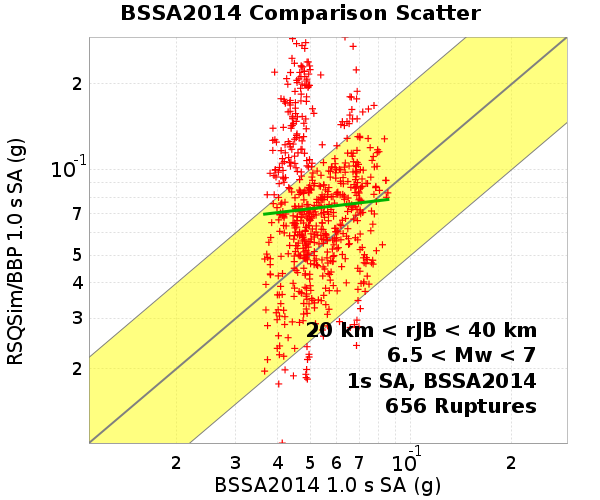 BSSA2014 Comparison Scatter
RSQSim/BBP 1.0 s SA (g)
2
10-1
7
5
4
3
2
20 km < rJB < 40 km
6.5 < Mw < 7
1s SA, BSSA2014
656 Ruptures
2 3 4 5 6 7 10-1 2
BSSA2014 1.0 s SA (g)